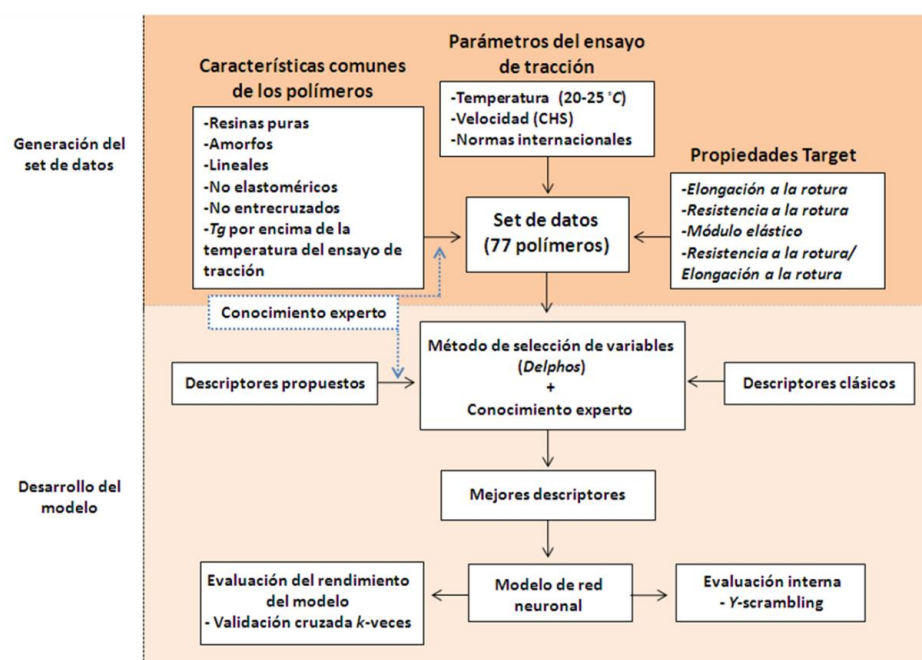 Generación del
set de datos
Características comunes
de los polímeros
-Resinas puras
-Amorfos
-Lineales
-No elastoméricos
-No entrecruzados
-Tg por encima de la
temperatura del ensayo de
tracción
Parámetros del ensayo
de tracción
-Temperatura (20-25 °C)
-Velocidad (CHS)
-Normas internacionales
Propiedades Target
-Elongación a la rotura
-Resistencia a la rotura
-Módulo elástico
-Resistencia a la rotura/
Elongación a la rotura
Set de datos
(77 polímeros)
Conocimiento experto
Desarrollo del
modelo
Descriptores propuestos
Método de selección de variables
(Delphos)
+
Conocimiento experto
Descriptores clásicos
Mejores descriptores
Evaluación del rendimiento
del modelo
- Validación cruzada k-veces
Modelo de red
neuronal
Evaluación interna
- Y-scrambling